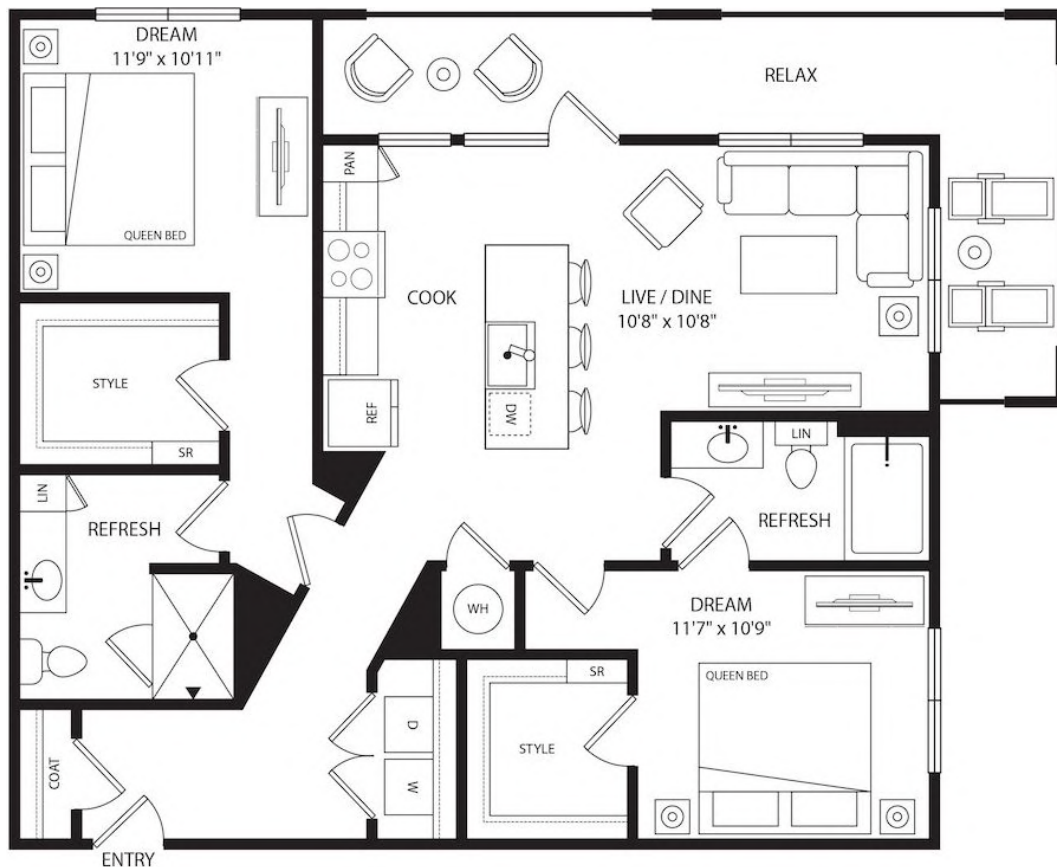 DREAM
11'9" x 10'11"
RELAX
PAN
QUEEN BED
COOK
LIVE / DINE
10'8" x 10'8"
STYLE
REF
DW
SR
LIN
LIN
REFRESH
REFRESH
WH
DREAM
11'7" x 10'9"
SR
QUEEN BED
D
STYLE
COAT
W
ENTRY